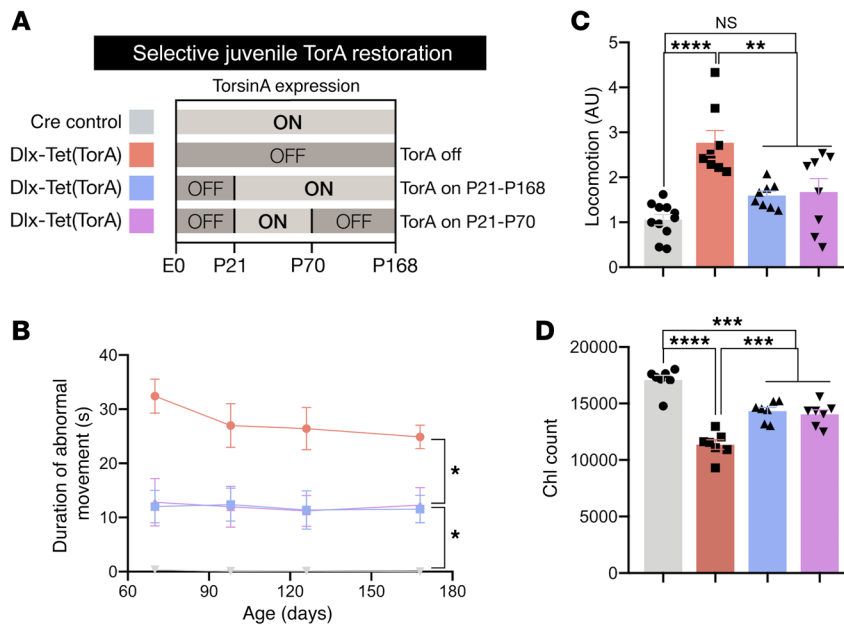 A
Selective juvenile TorA restoration
TorsinA expression
Cre control
ON
Dlx-Tet(TorA)
OFF
TorA off
Dlx-Tet(TorA)
OFF
ON
TorA on P21-P168
Dlx-Tet(TorA)
OFF
ON
OFF
TorA on P21-P70
E0
P21
P70
P168
B
Duration of abnormal
movement (s)
40
30
20
10
0
*
*
60
90
120
150
180
Age (days)
C
Locomotion (AU)
5
4
3
2
1
0
NS
****
**
D
ChI count
20000
15000
10000
5000
0
***
****
***